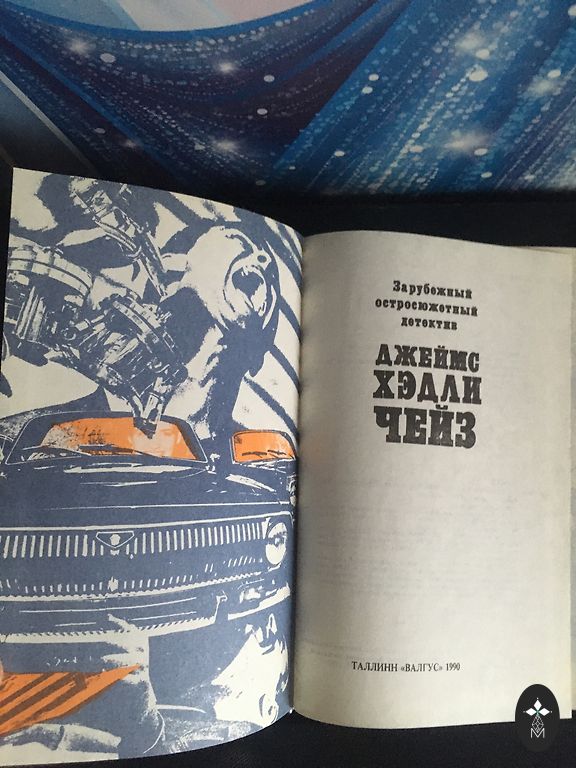 Зарубежный
остросюжетный
детектив
ДЖЕЙМС
ХЭДЛИ
ЧЕЙЗ
ТАЛЛИНН «ВАЛГУС» 1990
М